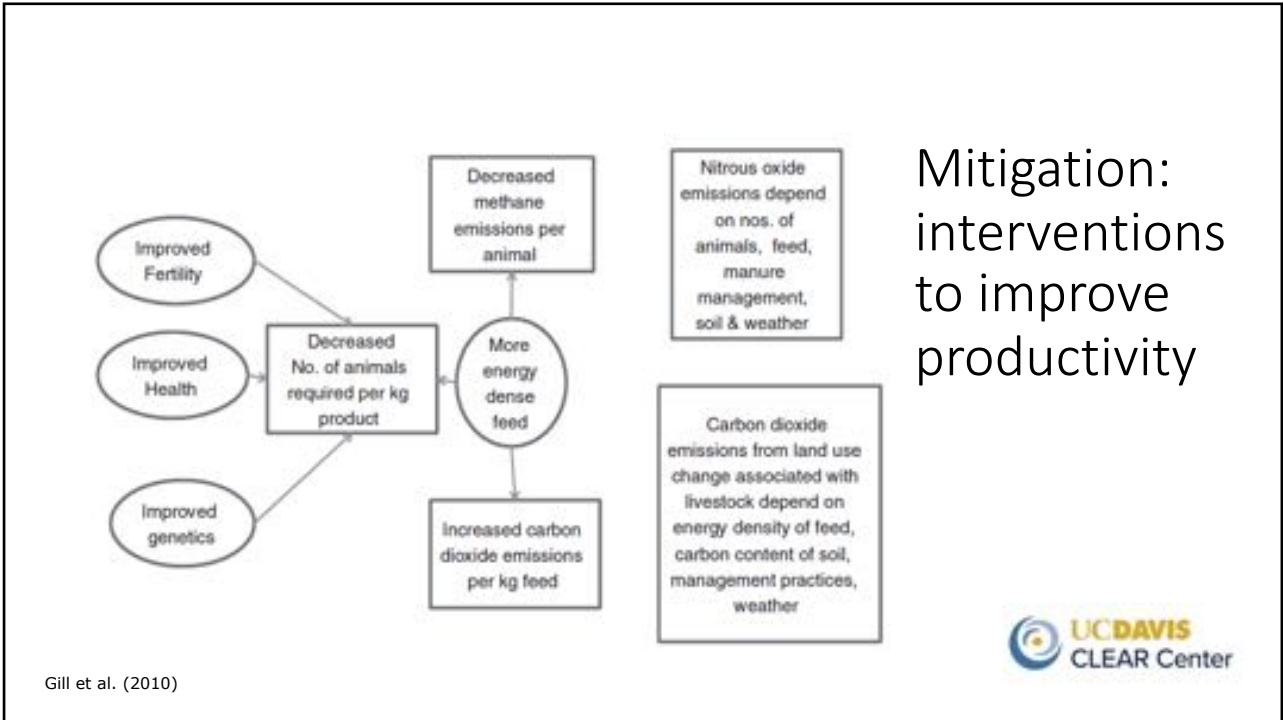 Mitigation:
interventions
to improve
productivity
Improved
Fertility
Improved
Health
Improved
genetics
Decreased
No. of animals
required per kg
product
Decreased
methane
emissions per
animal
More
energy
dense
feed
Increased carbon
dioxide emissions
per kg feed
Nitrous oxide
emissions depend
on nos. of
animals, feed,
manure
management,
soil & weather
Carbon dioxide
emissions from land use
change associated with
livestock depend on
energy density of feed,
carbon content of soil,
management practices,
weather
Gill et al. (2010)
UCDAVIS
CLEAR Center